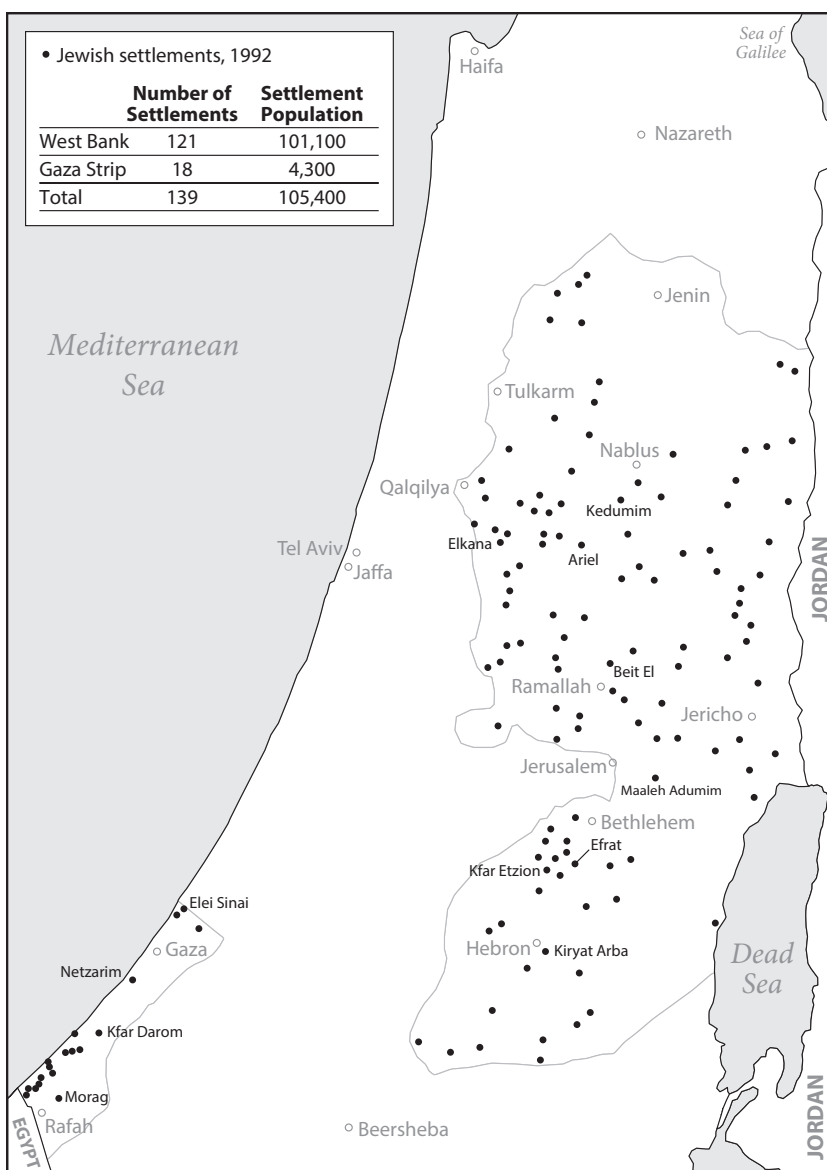 • Jewish settlements, 1992
Number of Settlements
Settlement Population
West Bank 121 101,100
Gaza Strip 18 4,300
Total 139 105,400
Sea of
Galilee
Haifa
Nazareth
Jenin
Mediterranean
Sea
Tulkarm
Nablus
Qalqilya
Kedumim
Elkana
Ariel
Tel Aviv
Jaffa
JORDAN
Beit El
Ramallah
Jericho
Jerusalem
Maaleh Adumim
Bethlehem
Efrat
Kfar Etzion
Elei Sinai
Gaza
Hebron
Kiryat Arba
Dead
Sea
Netzarim
Kfar Darom
Morag
Rafah
EGYPT
Beersheba
JORDAN